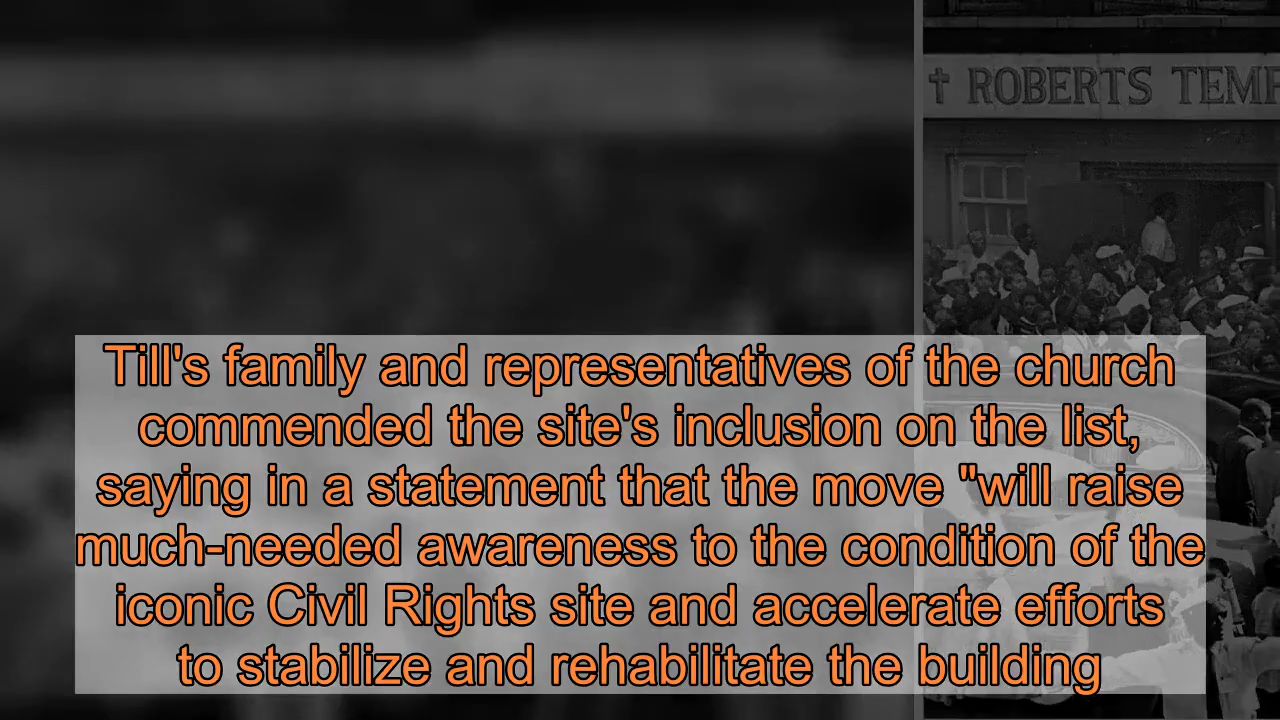 ✝ ROBERTS TEMP
Till's family and representatives of the church
commended the site's inclusion on the list,
saying in a statement that the move "will raise
much-needed awareness to the condition of the
iconic Civil Rights site and accelerate efforts
to stabilize and rehabilitate the building